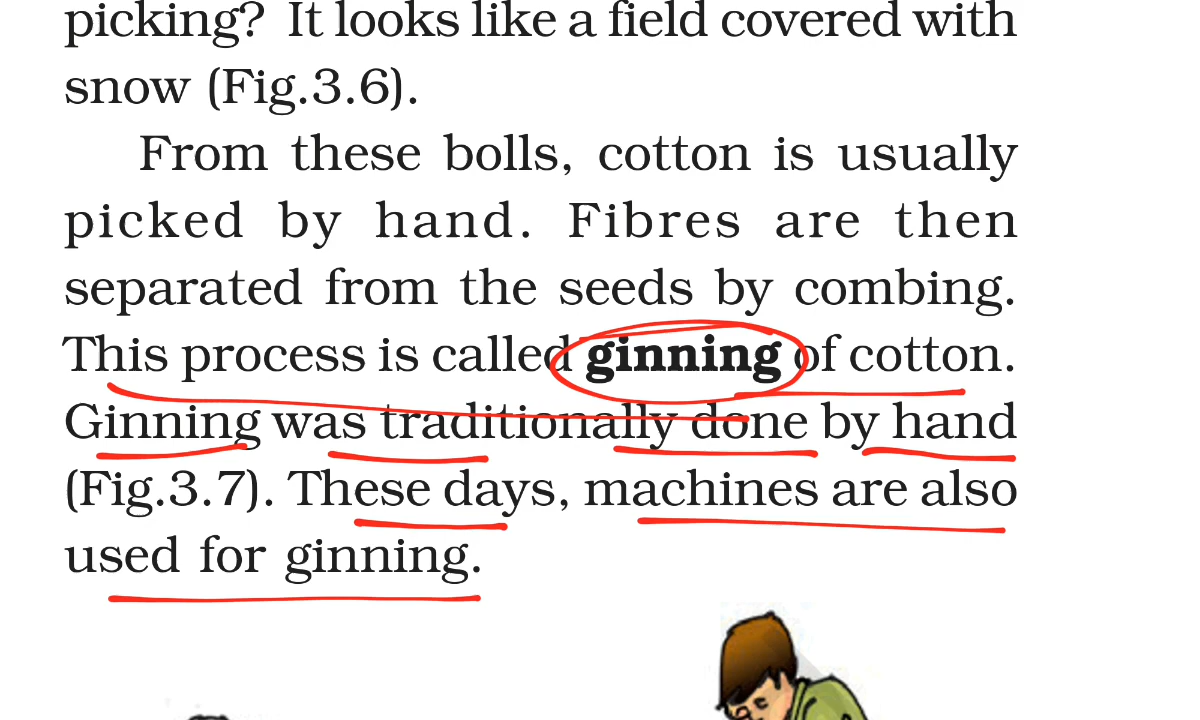 picking? It looks like a field covered with
snow (Fig.3.6).
From these bolls, cotton is usually
picked by hand. Fibres are then
separated from the seeds by combing.
This process is called ginning of cotton.
Ginning was traditionally done by hand
(Fig.3.7). These days, machines are also
used for ginning.